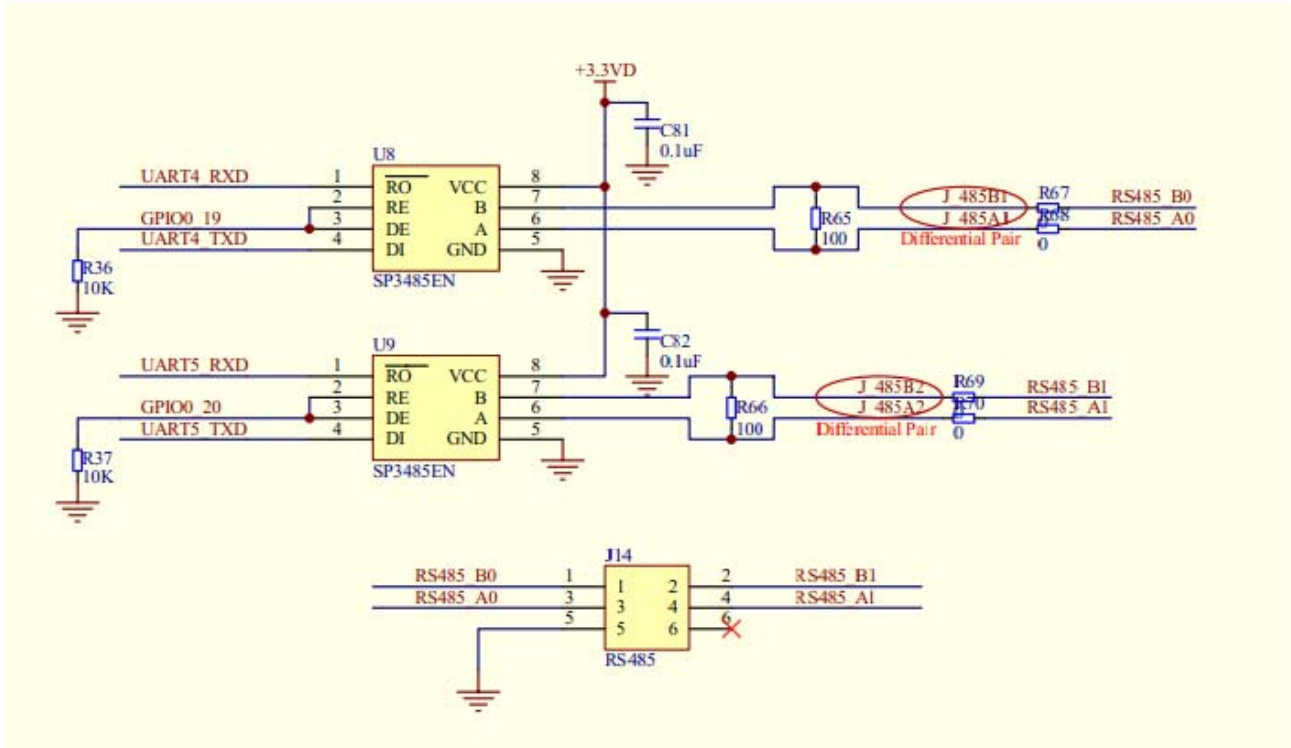 +3.3VD
C81
0.1uF
U8
UART4_RXD 1 RO VCC 8
2 RE B 7
GPIO0_19 3 DE A 6
UART4_TXD 4 DI GND 5
SP3485EN
R36
10K
R65
100
J_485B1 R67 RS485_B0
J_485A1 R68 RS485_A0
Differential Pair 0
C82
0.1uF
U9
UART5_RXD 1 RO VCC 8
2 RE B 7
GPIO0_20 3 DE A 6
UART5_TXD 4 DI GND 5
SP3485EN
R37
10K
R66
100
J_485B2 R69 RS485_B1
J_485A2 R70 RS485_A1
Differential Pair 0
J14
RS485_B0 1 1 2 2 RS485_B1
RS485_A0 3 3 4 4 RS485_A1
5 5 6 6
RS485